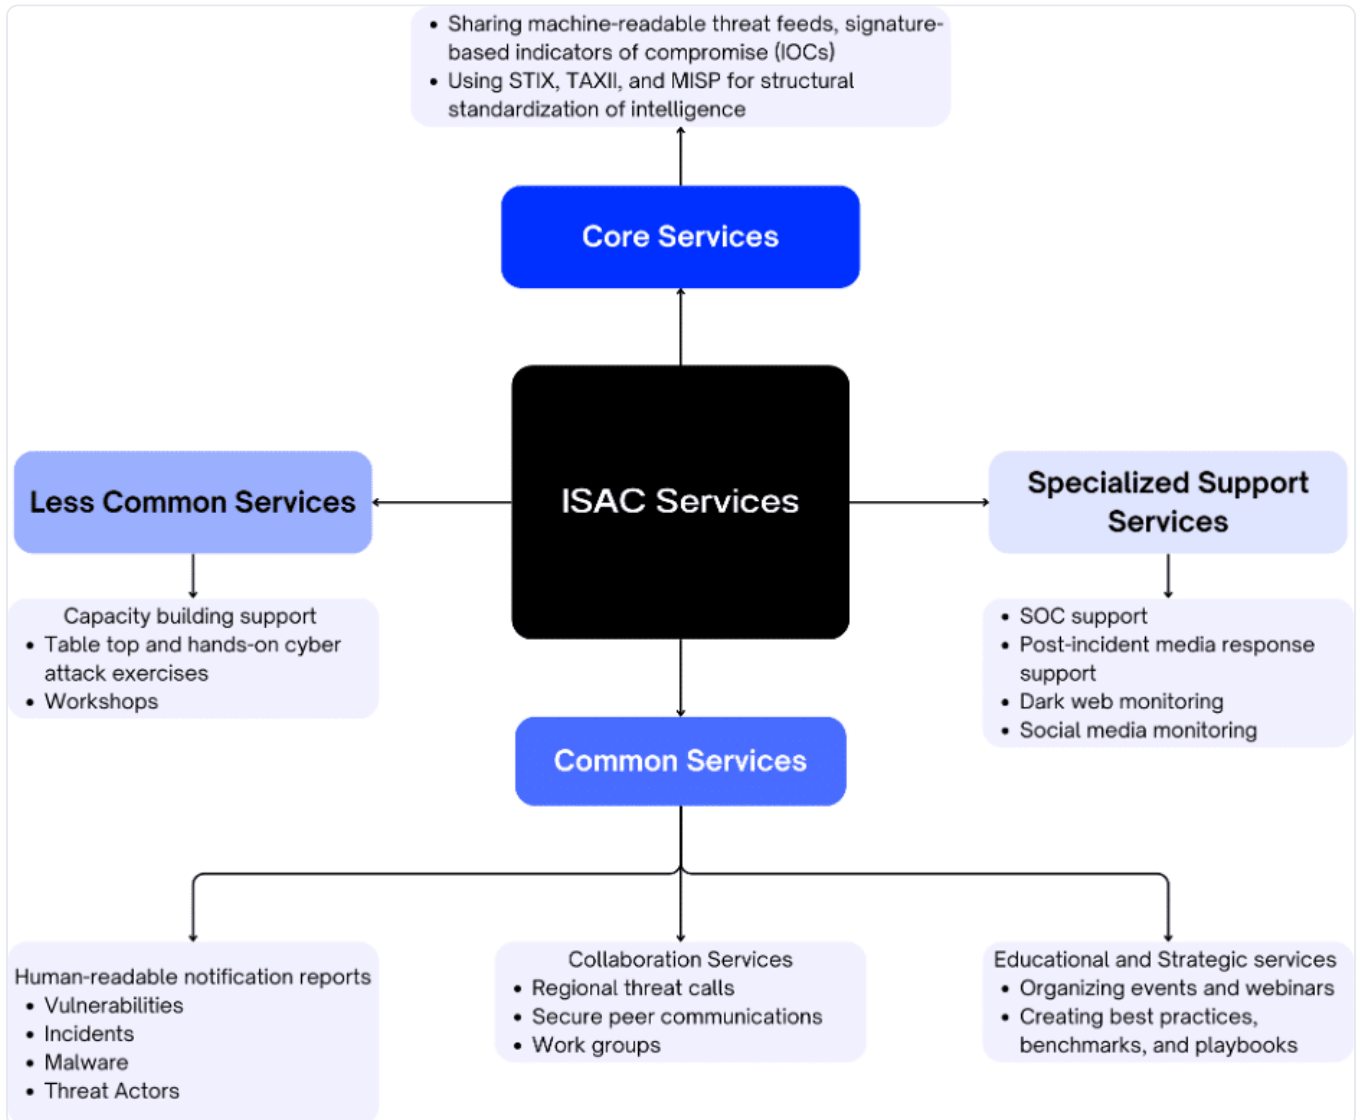 • Sharing machine-readable threat feeds, signature-
based indicators of compromise (IOCs)
• Using STIX, TAXII, and MISP for structural
standardization of intelligence
Core Services
ISAC Services
Less Common Services
Capacity building support
• Table top and hands-on cyber
attack exercises
• Workshops
Specialized Support
Services
• SOC support
• Post-incident media response
support
• Dark web monitoring
• Social media monitoring
Common Services
Human-readable notification reports
• Vulnerabilities
• Incidents
• Malware
• Threat Actors
Collaboration Services
• Regional threat calls
• Secure peer communications
• Work groups
Educational and Strategic services
• Organizing events and webinars
• Creating best practices,
benchmarks, and playbooks